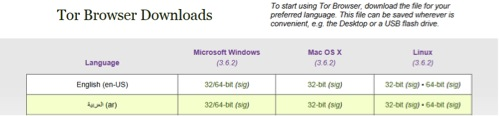 Tor Browser Downloads
To start using Tor Browser, download the file for your
preferred language. This file can be saved wherever is
convenient, e.g. the Desktop or a USB flash drive.
Language Microsoft Windows Mac OS X Linux
(3.6.2) (3.6.2) (3.6.2)
English (en-US) 32/64-bit (sig) 32-bit (sig) 32-bit (sig) • 64-bit (sig)
العربية (ar) 32/64-bit (sig) 32-bit (sig) 32-bit (sig) • 64-bit (sig)